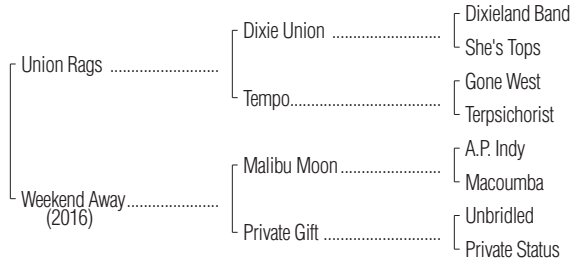 Dixieland Band
Dixie Union ........................
She's Tops
Union Rags ........................
Gone West
Tempo.................................
Terpsichorist
A.P. Indy
Malibu Moon ......................
Macoumba
Weekend Away....................
(2016)
Unbridled
Private Gift ..........................
Private Status